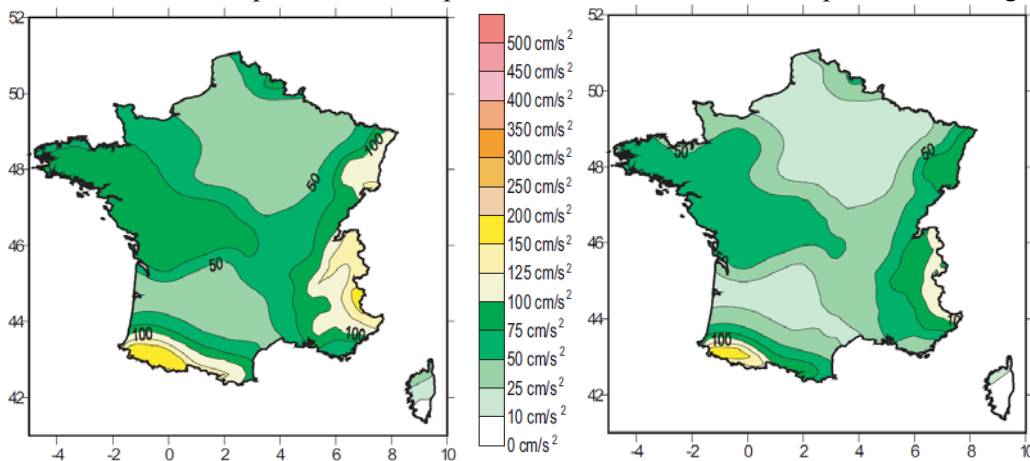 52
50
48
46
44
42
100
50
50
100
100
-4 -2 0 2 4 6 8 10
500 cm/s²
450 cm/s²
400 cm/s²
350 cm/s²
300 cm/s²
250 cm/s²
200 cm/s²
150 cm/s²
125 cm/s²
100 cm/s²
75 cm/s²
50 cm/s²
25 cm/s²
10 cm/s²
0 cm/s²
52
50
48
46
44
42
50
50
100
-4 -2 0 2 4 6 8 10